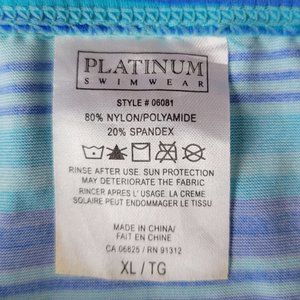 PLATINUM
SWIMWEAR
STYLE # 06081
80% NYLON/POLYAMIDE
20% SPANDEX
RINSE AFTER USE. SUN PROTECTION
MAY DETERIORATE THE FABRIC
RINCER APRÈS L' USAGE. LA CREME
SOLAIRE PEUT ENDOMMAGER LE TISSU
MADE IN CHINA/
FAIT EN CHINE
CA 06625 / RN 91312
XL / TG